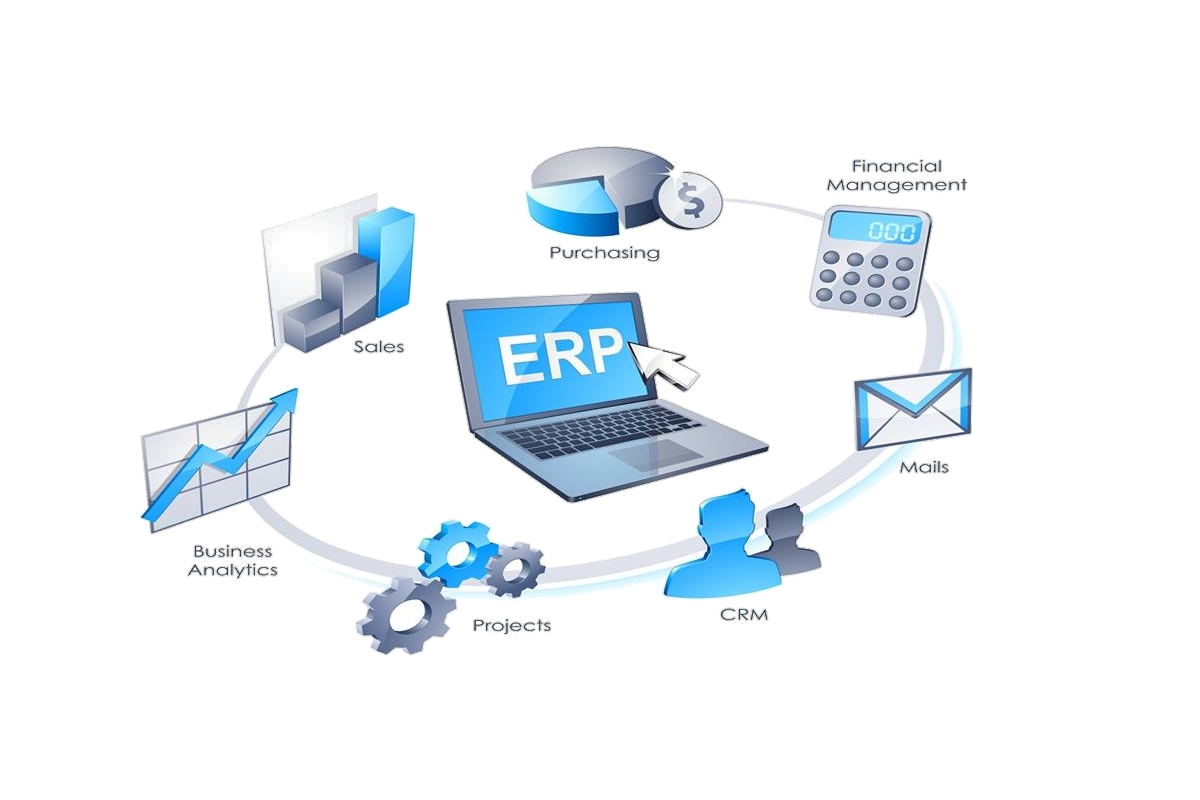 Financial
Management
000
Purchasing
Sales
ERP
Mails
Business
Analytics
CRM
Projects